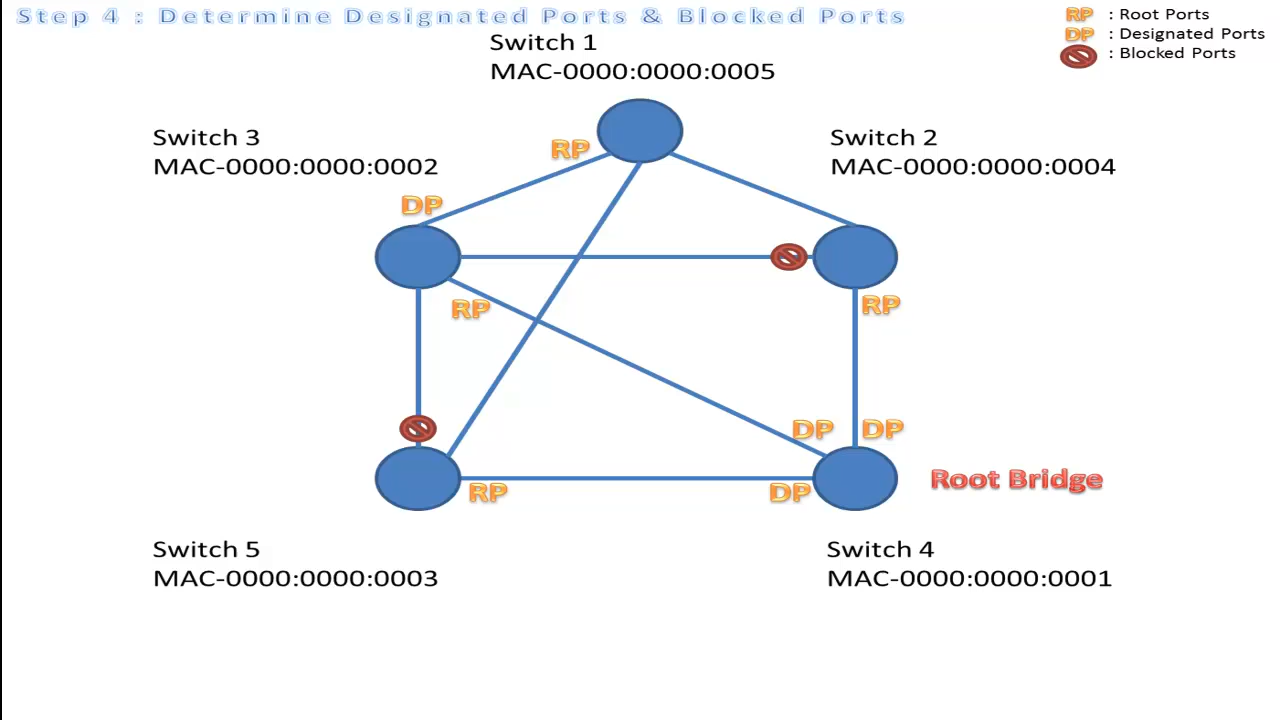 Step 4 : Determine Designated Ports & Blocked Ports
RP : Root Ports
DP : Designated Ports
: Blocked Ports
Switch 1
MAC-0000:0000:0005
Switch 3
MAC-0000:0000:0002
Switch 2
MAC-0000:0000:0004
RP
DP
RP
RP
DP
DP
RP
DP
Root Bridge
Switch 5
MAC-0000:0000:0003
Switch 4
MAC-0000:0000:0001